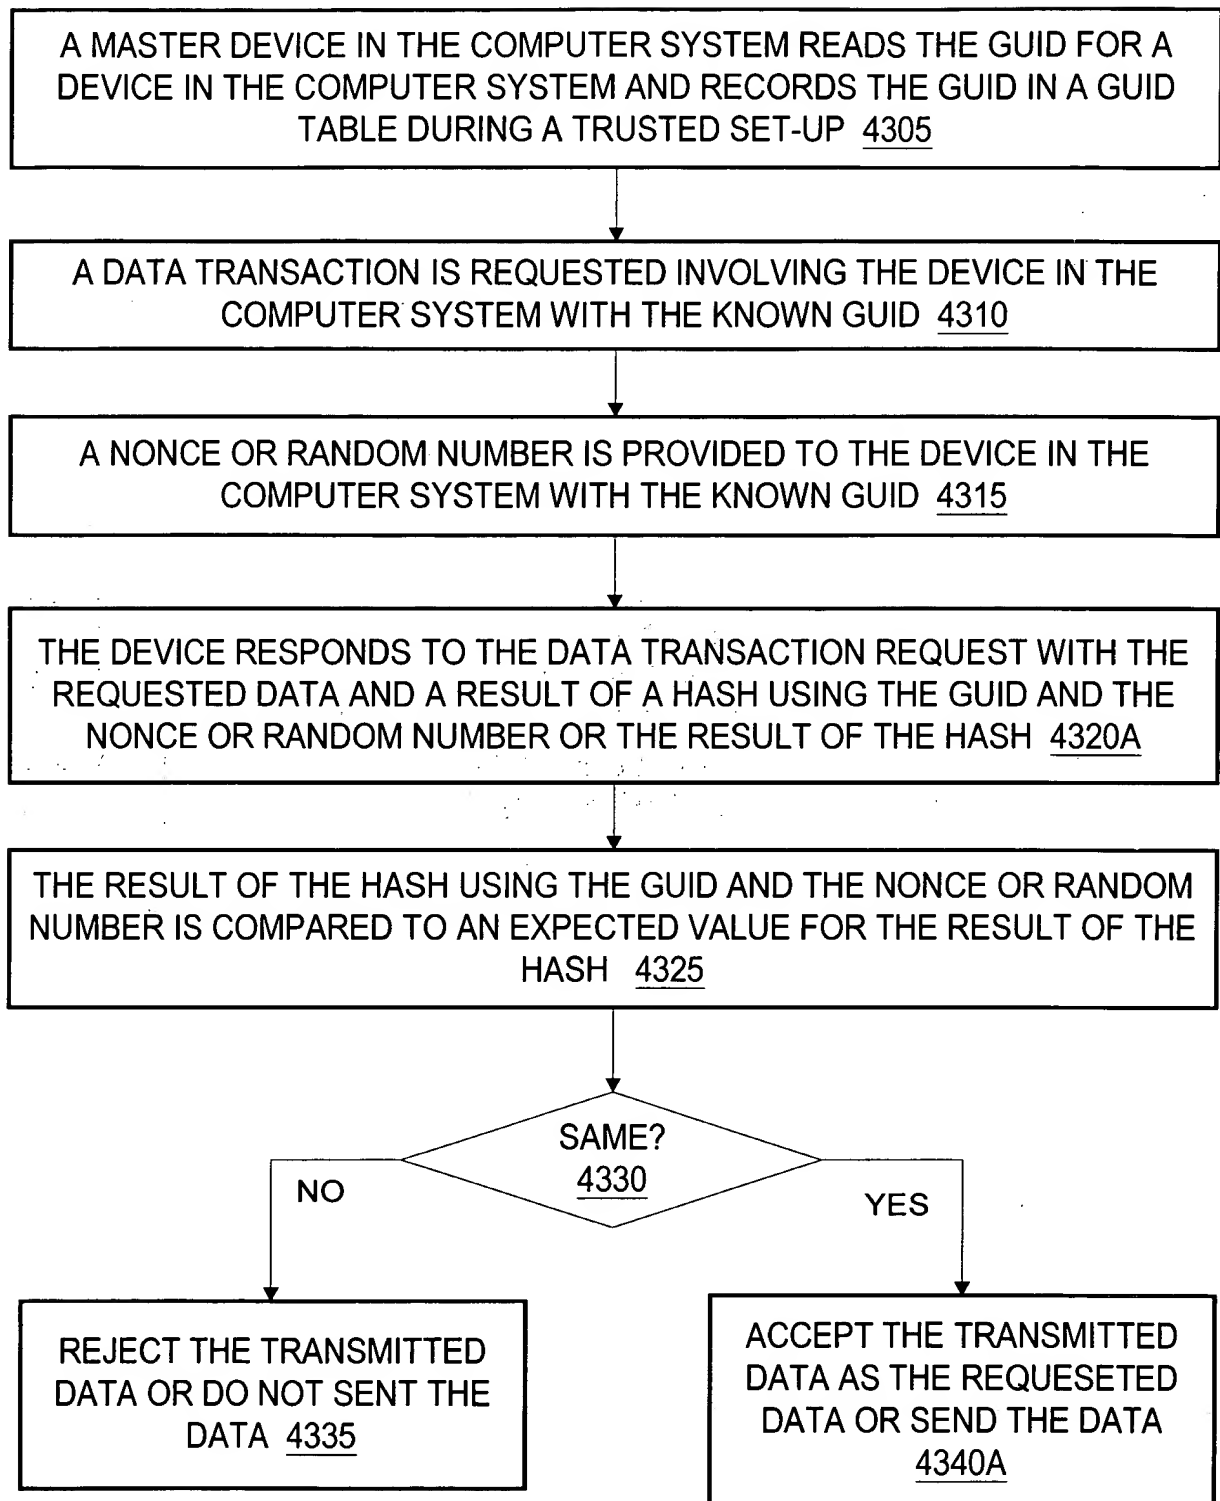 A MASTER DEVICE IN THE COMPUTER SYSTEM READS THE GUID FOR A
DEVICE IN THE COMPUTER SYSTEM AND RECORDS THE GUID IN A GUID
TABLE DURING A TRUSTED SET-UP 4305
A DATA TRANSACTION IS REQUESTED INVOLVING THE DEVICE IN THE
COMPUTER SYSTEM WITH THE KNOWN GUID 4310
A NONCE OR RANDOM NUMBER IS PROVIDED TO THE DEVICE IN THE
COMPUTER SYSTEM WITH THE KNOWN GUID 4315
THE DEVICE RESPONDS TO THE DATA TRANSACTION REQUEST WITH THE
REQUESTED DATA AND A RESULT OF A HASH USING THE GUID AND THE
NONCE OR RANDOM NUMBER OR THE RESULT OF THE HASH 4320A
THE RESULT OF THE HASH USING THE GUID AND THE NONCE OR RANDOM
NUMBER IS COMPARED TO AN EXPECTED VALUE FOR THE RESULT OF THE
HASH 4325
SAME?
4330
NO
YES
REJECT THE TRANSMITTED
DATA OR DO NOT SENT THE
DATA 4335
ACCEPT THE TRANSMITTED
DATA AS THE REQUESETED
DATA OR SEND THE DATA
4340A